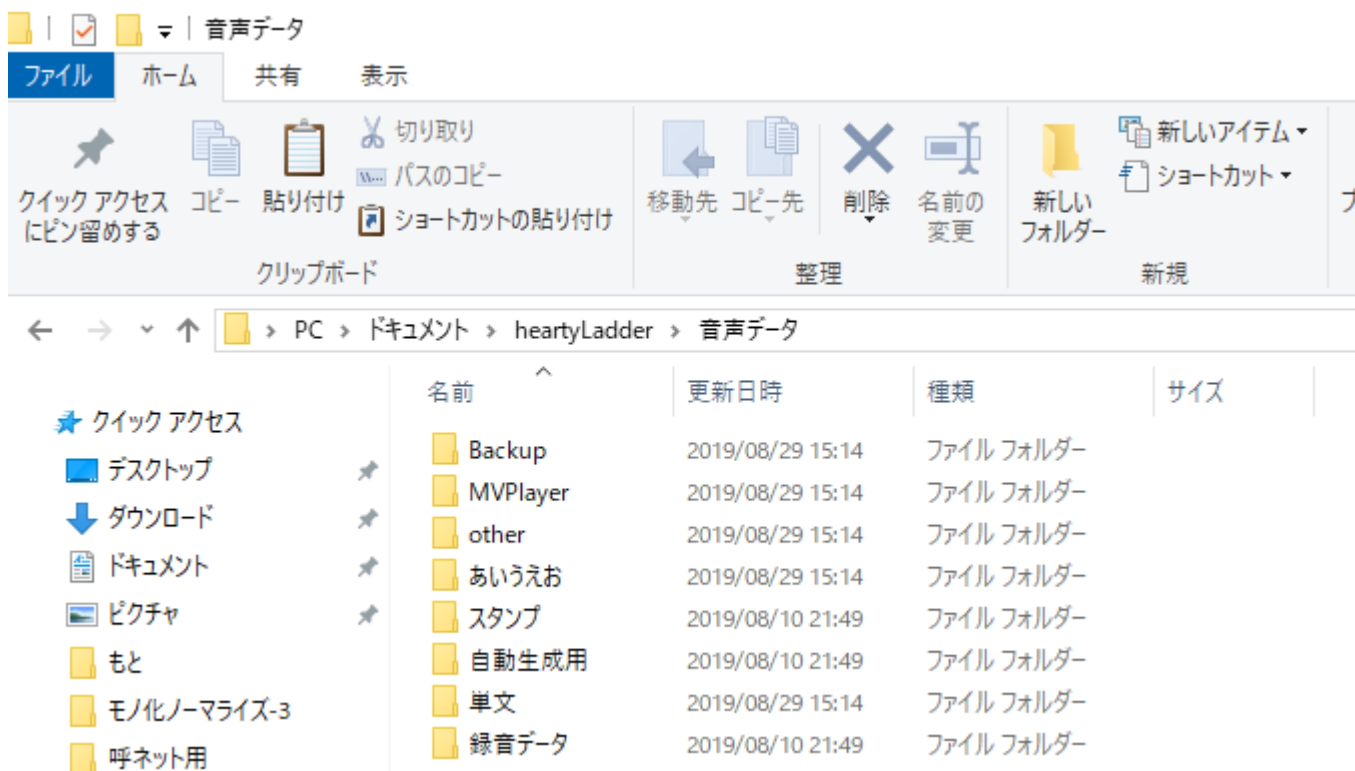 音声データ
ファイル ホーム 共有 表示
クイック アクセス
にピン留めする
コピー
貼り付け
切り取り
パスのコピー
ショートカットの貼り付け
クリップボード
移動先
コピー先
削除
名前の
変更
整理
新しい
フォルダー
新しいアイテム
ショートカット
新規
プ
PC › ドキュメント › heartyLadder › 音声データ
クイック アクセス
デスクトップ
ダウンロード
ドキュメント
ピクチャ
もと
モノ化ノーマライズ-3
呼ネット用
名前 更新日時 種類 サイズ
Backup 2019/08/29 15:14 ファイル フォルダー
MVPlayer 2019/08/29 15:14 ファイル フォルダー
other 2019/08/29 15:14 ファイル フォルダー
あいうえお 2019/08/29 15:14 ファイル フォルダー
スタンプ 2019/08/10 21:49 ファイル フォルダー
自動生成用 2019/08/10 21:49 ファイル フォルダー
単文 2019/08/29 15:14 ファイル フォルダー
録音データ 2019/08/10 21:49 ファイル フォルダー